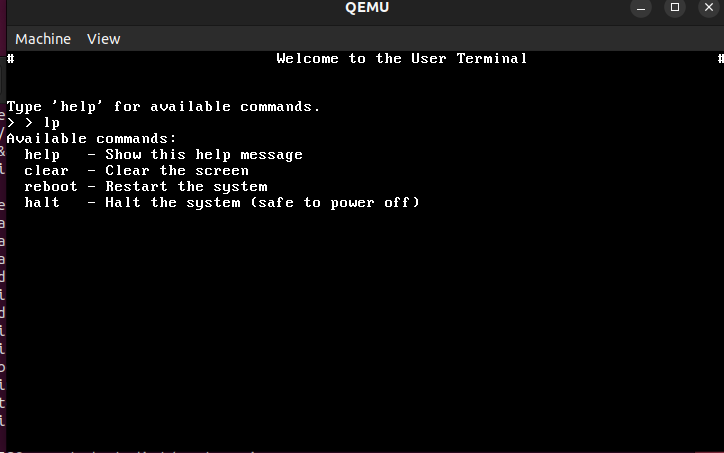 QEMU
Machine View
# Welcome to the User Terminal #
Type 'help' for available commands.
> > lp
Available commands:
help - Show this help message
clear - Clear the screen
reboot - Restart the system
halt - Halt the system (safe to power off)